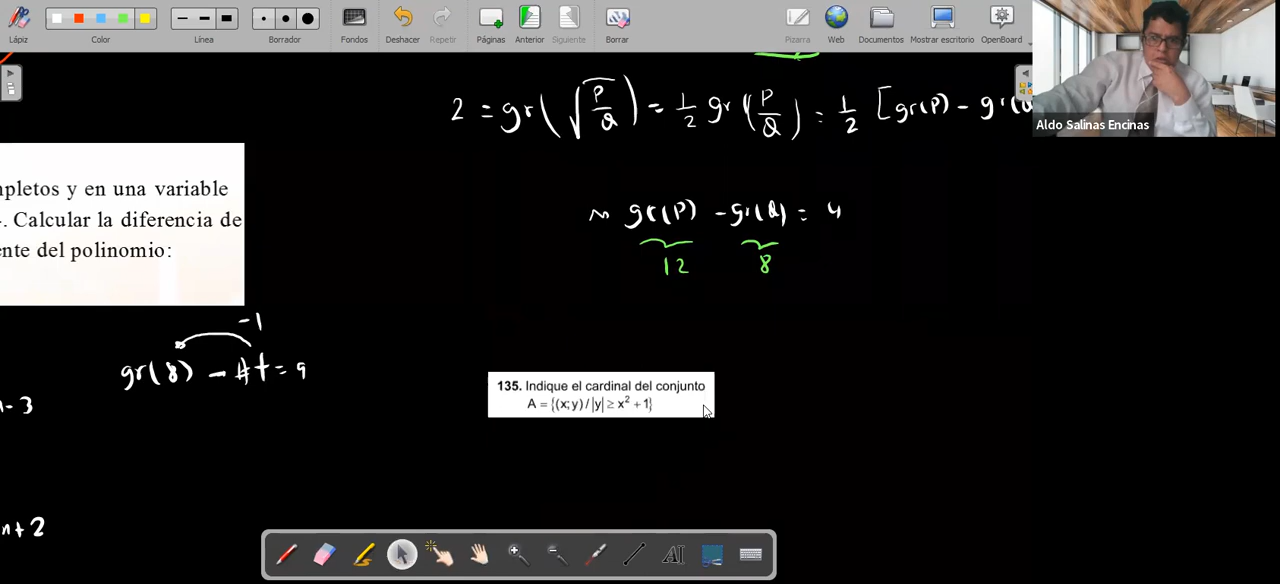 Lápiz
Color
Línea
Borrador
Fondos
Deshacer
Repetir
Páginas
Anterior
Siguiente
Borrar
Pizarra
Web
Documentos
Mostrar escritorio
OpenBoard
Aldo Salinas Encinas
2 = gr(√(P/Q)) = 1/2 gr(P/Q) = 1/2 [gr(P) - gr(Q
mpletos y en una variable
. Calcular la diferencia de
ente del polinomio:
gr(P) - gr(Q) = 4
12 8
-1
gr(8) - #t = 9
- 3
135. Indique el cardinal del conjunto
A = {(x; y) / |y| ≥ x² + 1}
n + 2
AI